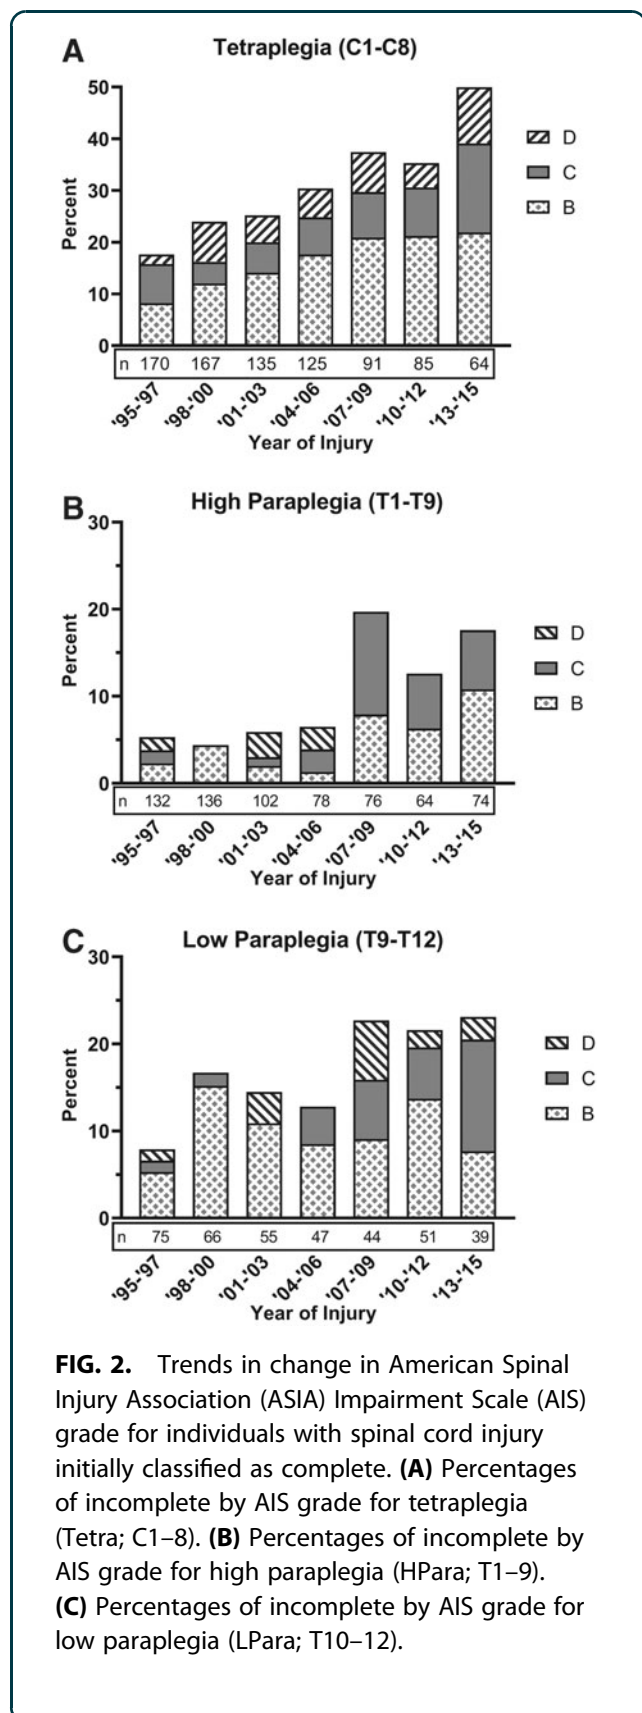 A Tetraplegia (C1-C8)
50
40
30
20
10
0
Percent
D
C
B
n 170 167 135 125 91 85 64
'95-'97 '98-'00 '01-'03 '04-'06 '07-'09 '10-'12 '13-'15
Year of Injury
B High Paraplegia (T1-T9)
30
20
10
0
Percent
D
C
B
n 132 136 102 78 76 64 74
'95-'97 '98-'00 '01-'03 '04-'06 '07-'09 '10-'12 '13-'15
Year of Injury
C Low Paraplegia (T9-T12)
30
20
10
0
Percent
D
C
B
n 75 66 55 47 44 51 39
'95-'97 '98-'00 '01-'03 '04-'06 '07-'09 '10-'12 '13-'15
Year of Injury
FIG. 2. Trends in change in American Spinal
Injury Association (ASIA) Impairment Scale (AIS)
grade for individuals with spinal cord injury
initially classified as complete. (A) Percentages
of incomplete by AIS grade for tetraplegia
(Tetra; C1–8). (B) Percentages of incomplete by
AIS grade for high paraplegia (HPara; T1–9).
(C) Percentages of incomplete by AIS grade for
low paraplegia (LPara; T10–12).